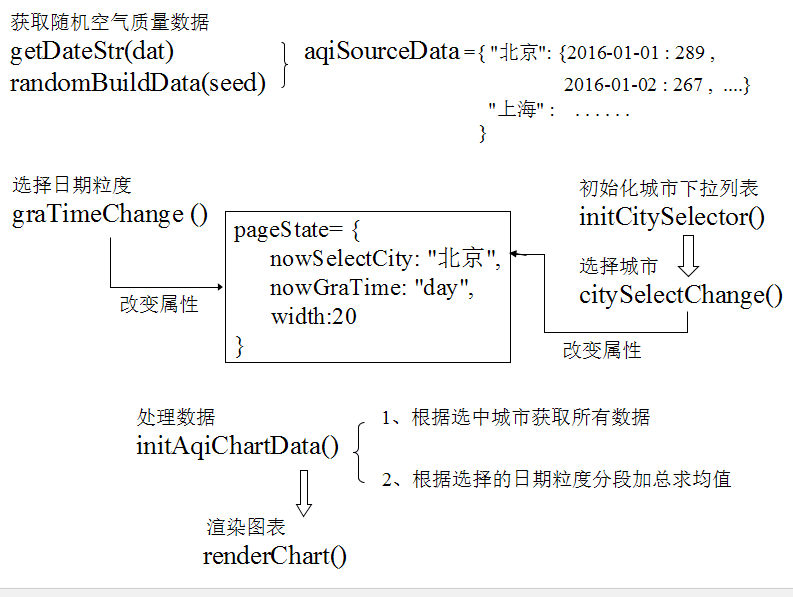 获取随机空气质量数据
getDateStr(dat)
randomBuildData(seed)
aqiSourceData = { "北京": {2016-01-01 : 289 ,
2016-01-02 : 267 , ....}
"上海" : . . . . . .
}
选择日期粒度
graTimeChange ()
改变属性
pageState= {
nowSelectCity: "北京",
nowGraTime: "day",
width:20
}
初始化城市下拉列表
initCitySelector()
选择城市
citySelectChange()
改变属性
处理数据
initAqiChartData()
1、根据选中城市获取所有数据
2、根据选择的日期粒度分段加总求均值
渲染图表
renderChart()